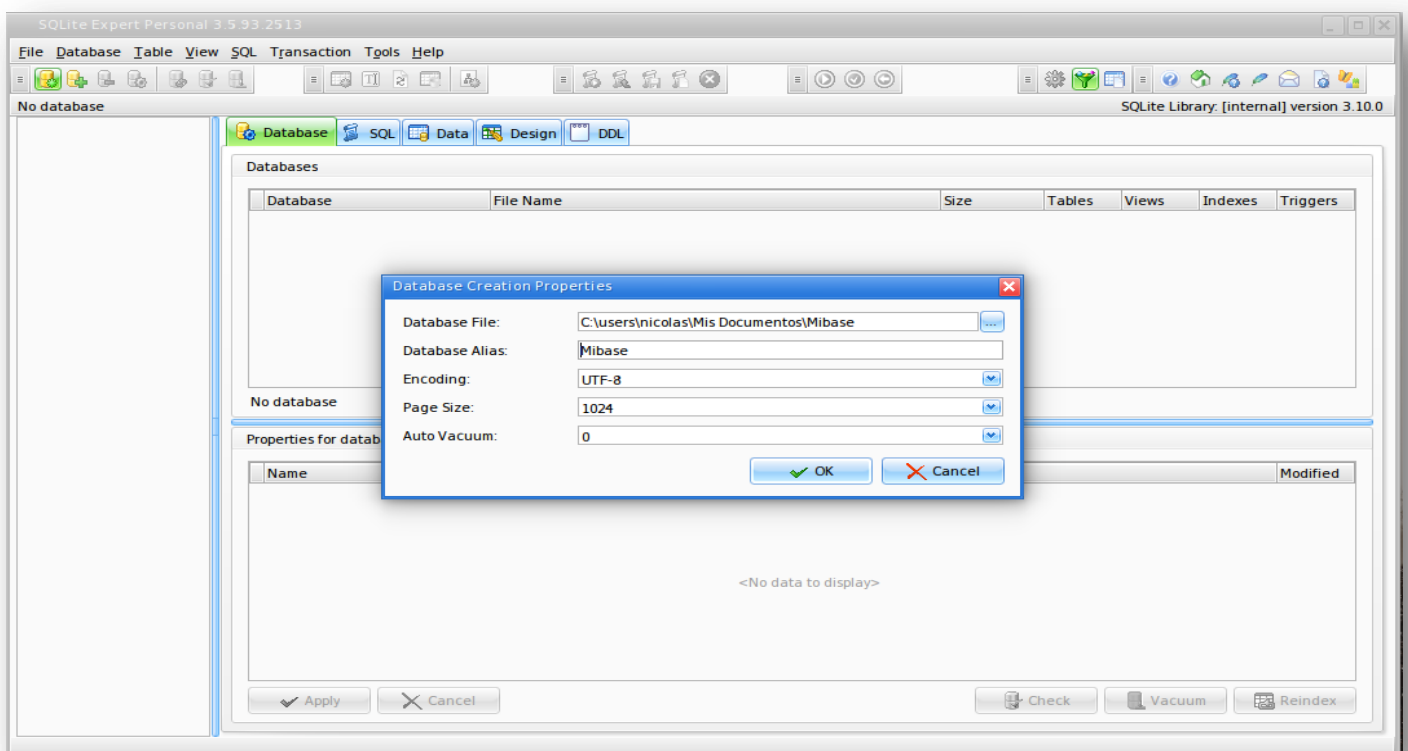 SQLite Expert Personal 3.5.93.2513
File Database Table View SQL Transaction Tools Help
No database
SQLite Library: [internal] version 3.10.0
Database SQL Data Design DDL
Databases
Database File Name Size Tables Views Indexes Triggers
Database Creation Properties
Database File: C:\users\nicolas\Mis Documentos\Mibase ...
Database Alias: Mibase
Encoding: UTF-8
No database
Page Size: 1024
Auto Vacuum: 0
Properties for datab
OK Cancel
Name Modified
<No data to display>
Apply Cancel Check Vacuum Reindex